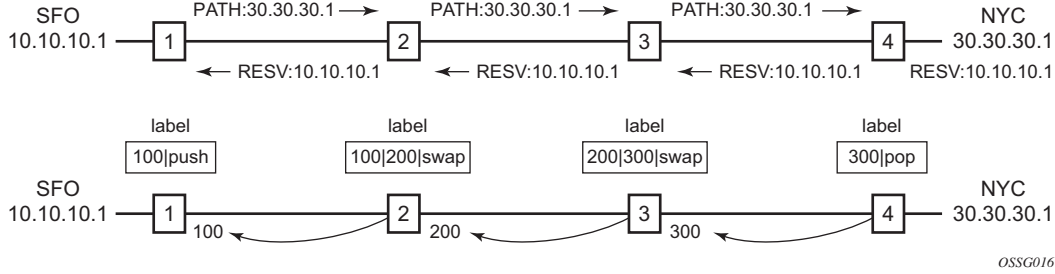 SFO
10.10.10.1
PATH:30.30.30.1
PATH:30.30.30.1
PATH:30.30.30.1
NYC
30.30.30.1
1
2
3
4
RESV:10.10.10.1
RESV:10.10.10.1
RESV:10.10.10.1
RESV:10.10.10.1
label
label
label
label
100|push
100|200|swap
200|300|swap
300|pop
SFO
10.10.10.1
1
2
3
4
NYC
30.30.30.1
100
200
300
OSSG016